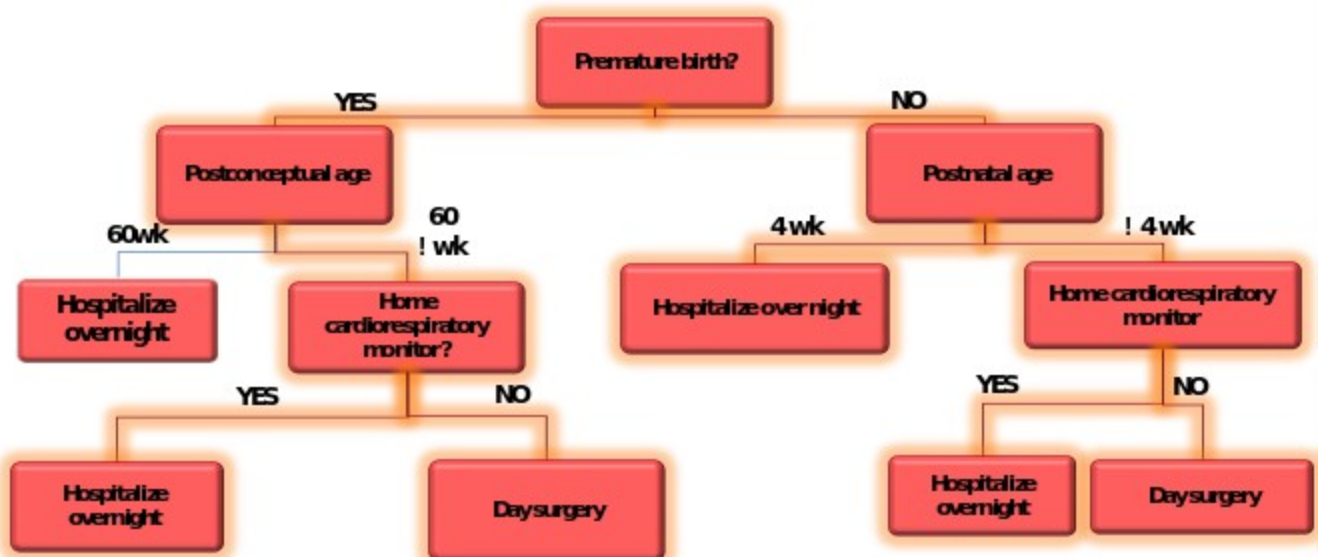 Premature birth?
YES
NO
Postconceptual age
Postnatal age
60wk
60
! wk
4 wk
! 4 wk
Hospitalize
overnight
Home
cardiorespiratory
monitor?
Hospitalize over night
Home cardiorespiratory
monitor
YES
NO
YES
NO
Hospitalize
overnight
Day surgery
Hospitalize
overnight
Day surgery